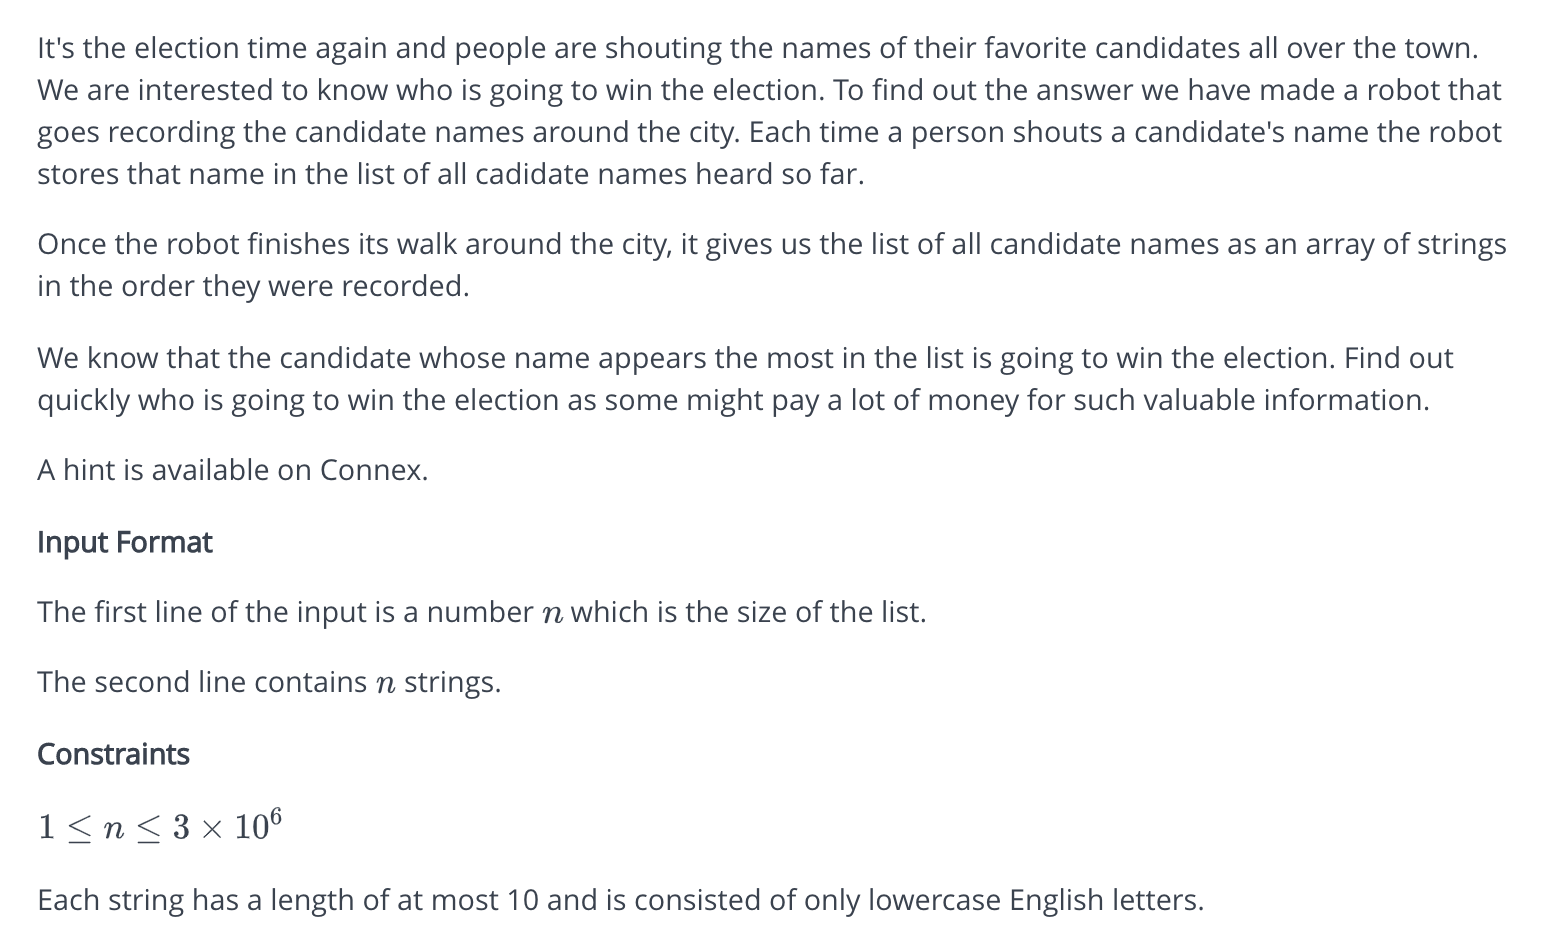 It's the election time again and people are shouting the names of their favorite candidates all over the town.
We are interested to know who is going to win the election. To find out the answer we have made a robot that
goes recording the candidate names around the city. Each time a person shouts a candidate's name the robot
stores that name in the list of all cadidate names heard so far.
Once the robot finishes its walk around the city, it gives us the list of all candidate names as an array of strings
in the order they were recorded.
We know that the candidate whose name appears the most in the list is going to win the election. Find out
quickly who is going to win the election as some might pay a lot of money for such valuable information.
A hint is available on Connex.
Input Format
The first line of the input is a number n which is the size of the list.
The second line contains n strings.
Constraints
1 ≤ n ≤ 3 × 10⁶
Each string has a length of at most 10 and is consisted of only lowercase English letters.